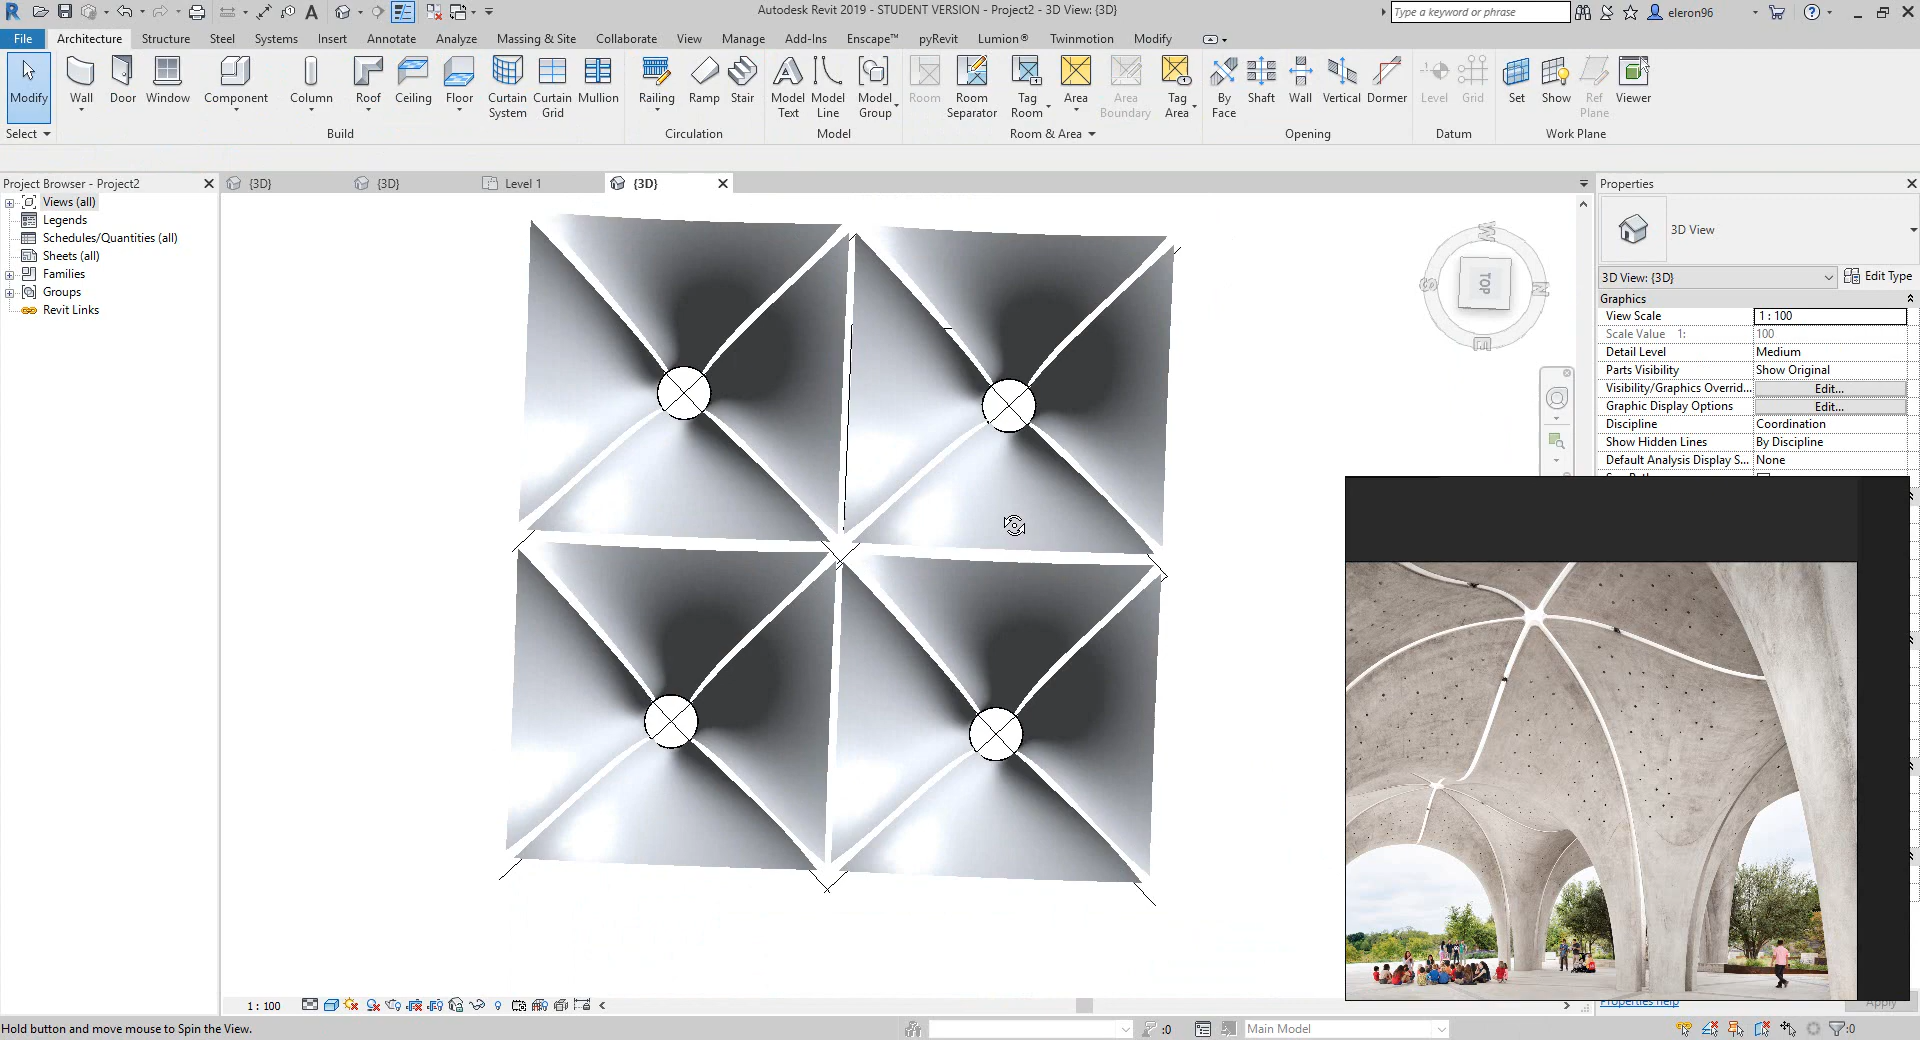 Autodesk Revit 2019 - STUDENT VERSION - Project2 - 3D View: {3D}
Type a keyword or phrase
eleron96
File Architecture Structure Steel Systems Insert Annotate Analyze Massing & Site Collaborate View Manage Add-Ins Enscape™ pyRevit Lumion® Twinmotion Modify
Modify Wall Door Window Component Column Roof Ceiling Floor Curtain System Curtain Grid Mullion Railing Ramp Stair Model Text Model Line Model Group Room Room Separator Tag Room Area Area Boundary Tag Area By Face Shaft Wall Vertical Dormer Level Grid Set Show Ref Plane Viewer
Select Build Circulation Model Room & Area Opening Datum Work Plane
Project Browser - Project2
{3D} {3D} Level 1 {3D}
Properties
Views (all)
Legends
Schedules/Quantities (all)
Sheets (all)
Families
Groups
Revit Links
W
S
N
E
TOP
3D View
3D View: {3D}
Edit Type
Graphics
View Scale 1 : 100
Scale Value 1: 100
Detail Level Medium
Parts Visibility Show Original
Visibility/Graphics Overrid... Edit...
Graphic Display Options Edit...
Discipline Coordination
Show Hidden Lines By Discipline
Default Analysis Display S... None
Properties help
Apply
1 : 100
Hold button and move mouse to Spin the View.
:0
Main Model
:0